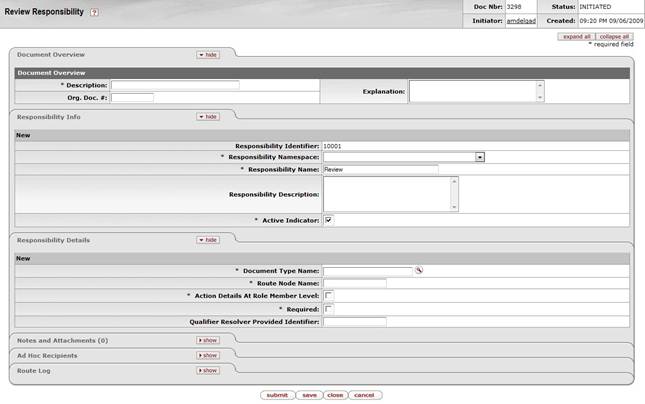 Review Responsibility ?
Doc Nbr: 3298 Status: INITIATED
Initiator: amdelgad Created: 09:20 PM 09/06/2009
expand all collapse all
* required field
Document Overview hide
Document Overview
* Description: Explanation:
Org. Doc. #:
Responsibility Info hide
New
Responsibility Identifier: 10001
* Responsibility Namespace:
* Responsibility Name: Review
Responsibility Description:
* Active Indicator:
Responsibility Details hide
New
* Document Type Name:
* Route Node Name:
* Action Details At Role Member Level:
* Required:
Qualifier Resolver Provided Identifier:
Notes and Attachments (0) show
Ad Hoc Recipients show
Route Log show
submit save close cancel